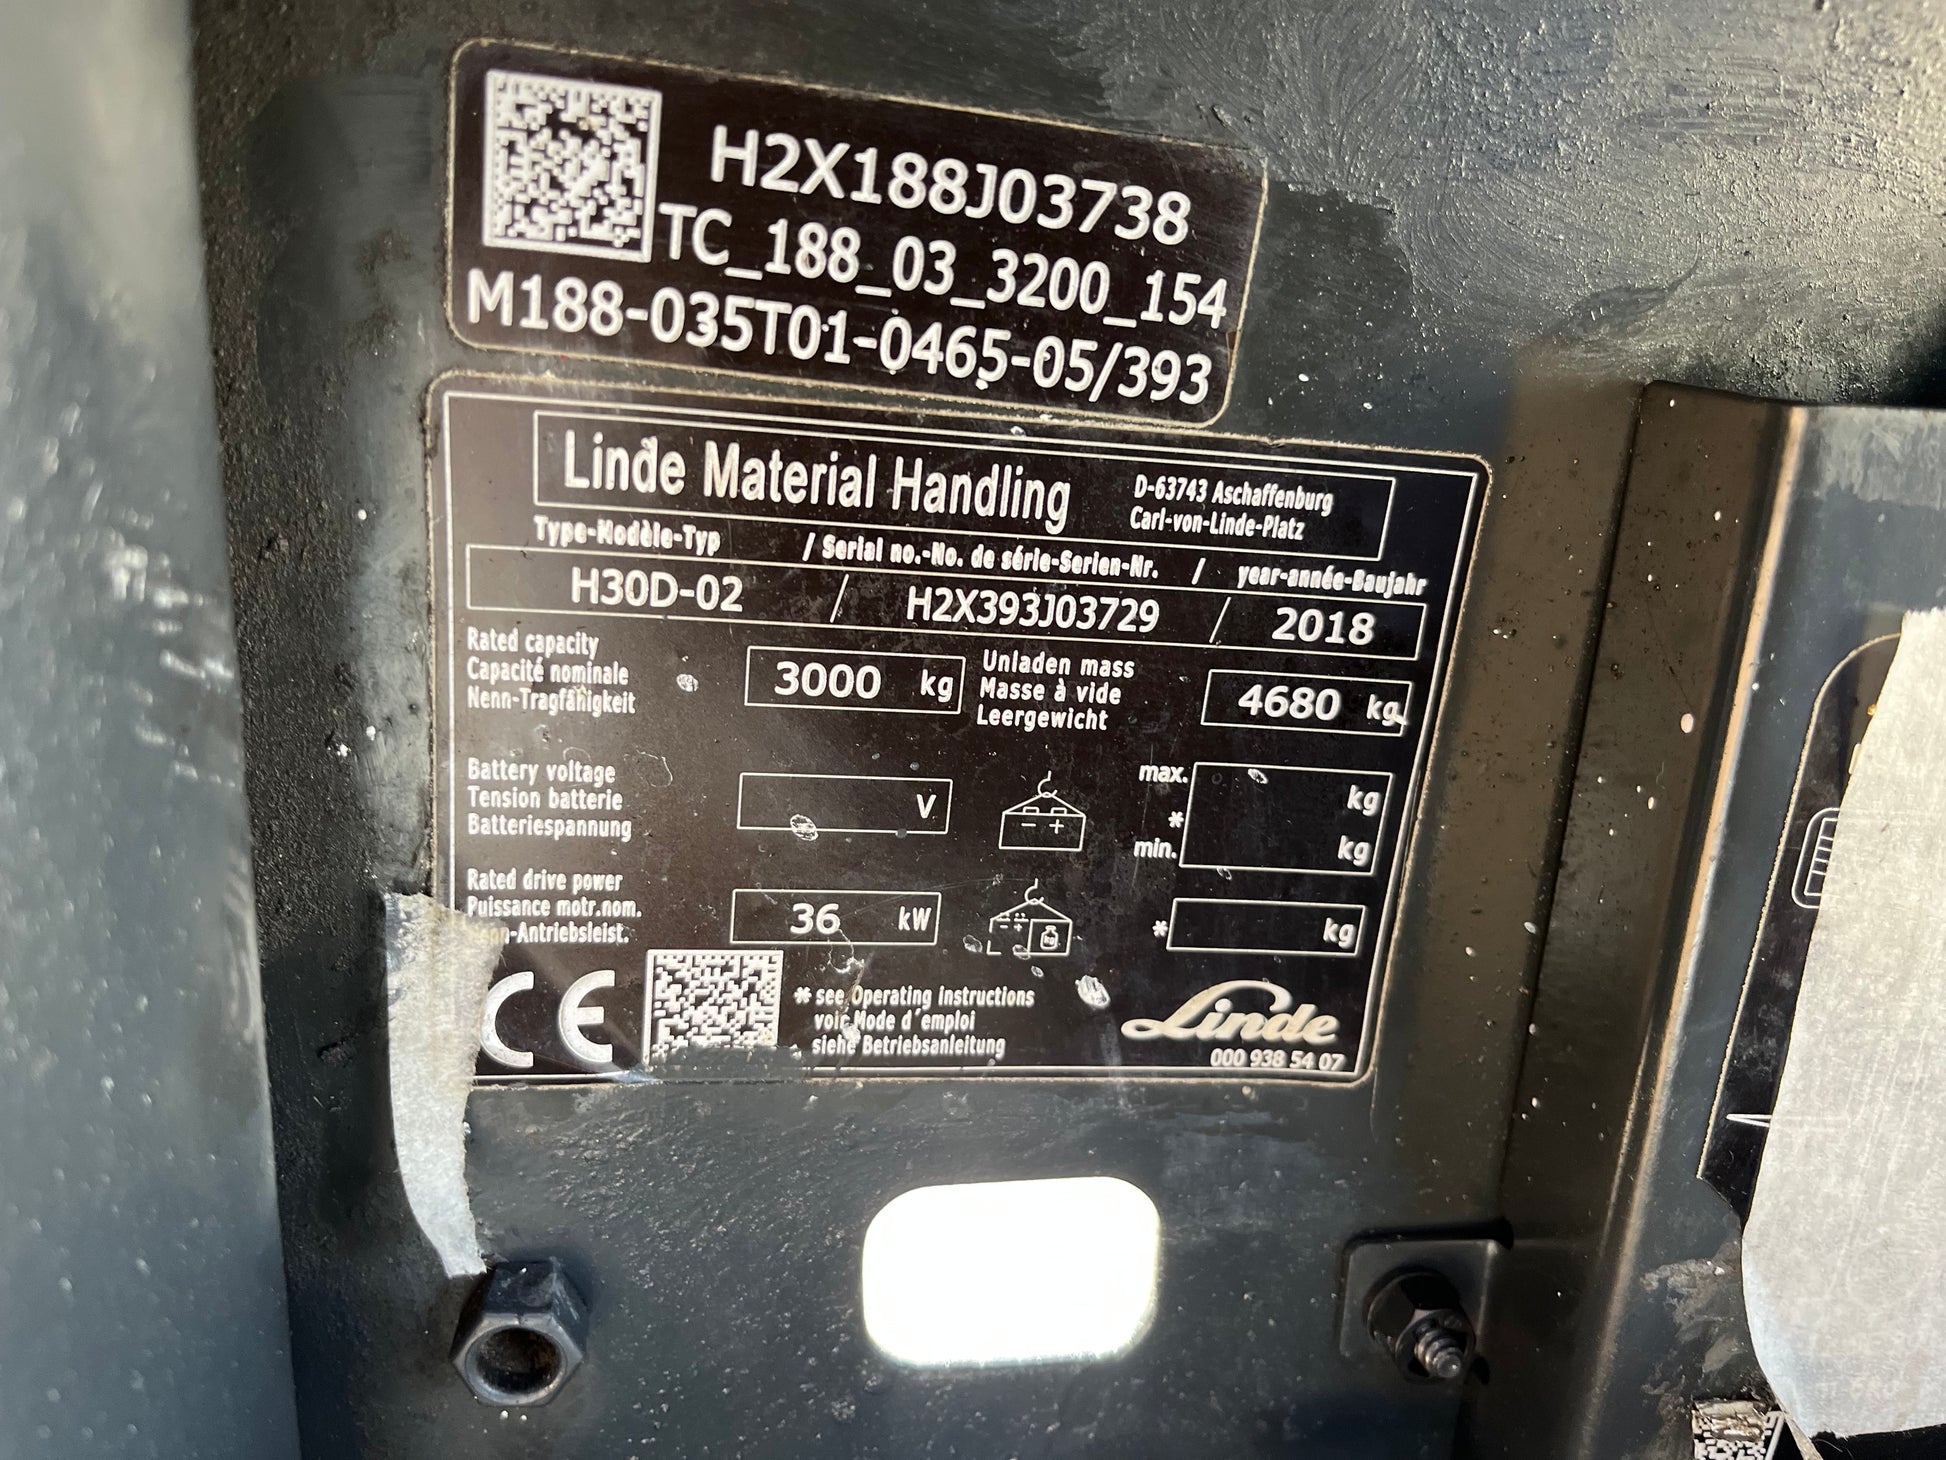 H2X188J03738
TC_188_03_3200_154
M188-035T01-0465-05/393
Linde Material Handling
D-63743 Aschaffenburg
Carl-von-Linde-Platz
Type-Modèle-Typ / Serial no.-No. de série-Serien-Nr. / year-année-Baujahr
H30D-02 / H2X393J03729 / 2018
Rated capacity
Capacité nominale
Nenn-Tragfähigkeit
3000 kg
Unladen mass
Masse à vide
Leergewicht
4680 kg
Battery voltage
Tension batterie
Batteriespannung
V
- +
max. kg
*
min. kg
Rated drive power
Puissance motr.nom.
-Antriebsleist.
36 kW
- +
kg
* kg
CE
* see Operating instructions
voir Mode d'emploi
siehe Betriebsanleitung
Linde
000 938 54 07